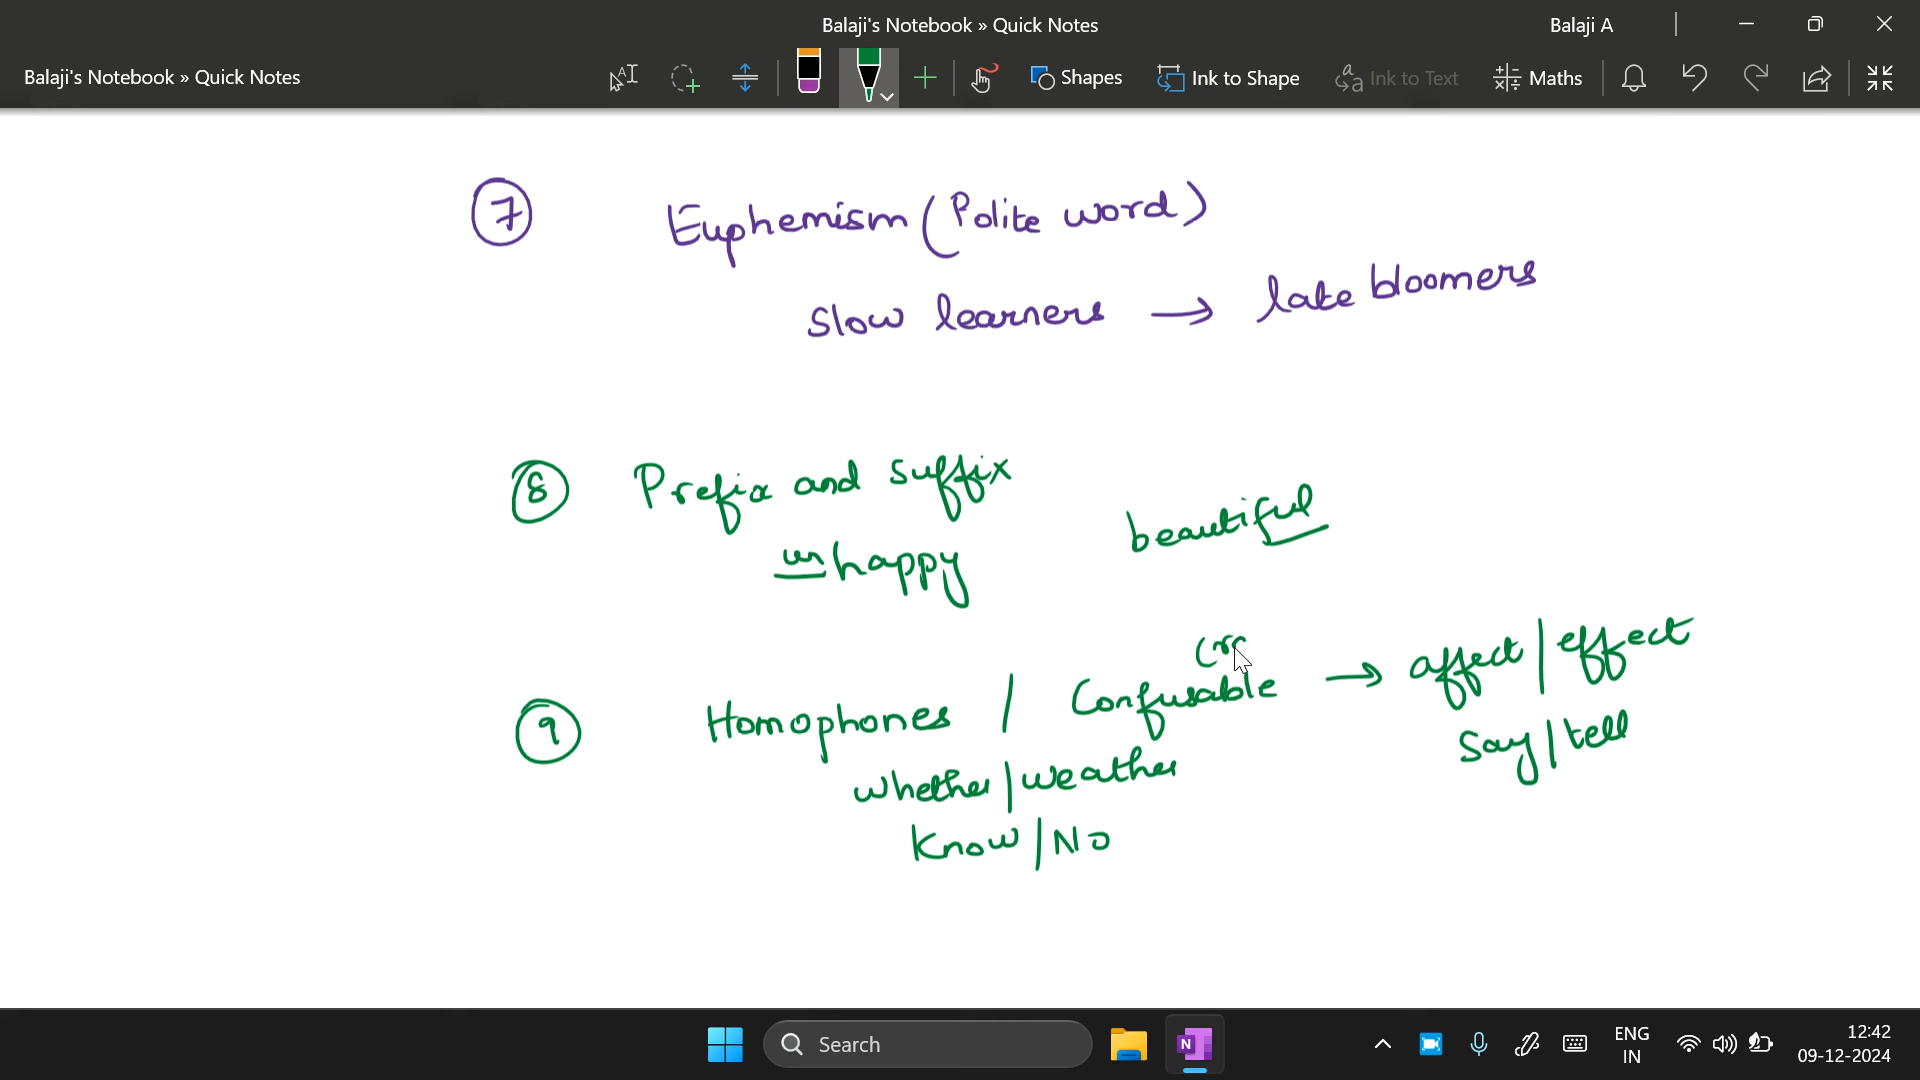 Balaji's Notebook » Quick Notes
Balaji A
Balaji's Notebook » Quick Notes
Shapes
Ink to Shape
Ink to Text
Maths
7
Euphemism (Polite word)
slow learners → late bloomers
8 Prefix and suffix
unhappy beautiful
9 Homophones / Confusable → affect | effect
whether | weather say | tell
Know | No
Search
ENG
IN
12:42
09-12-2024